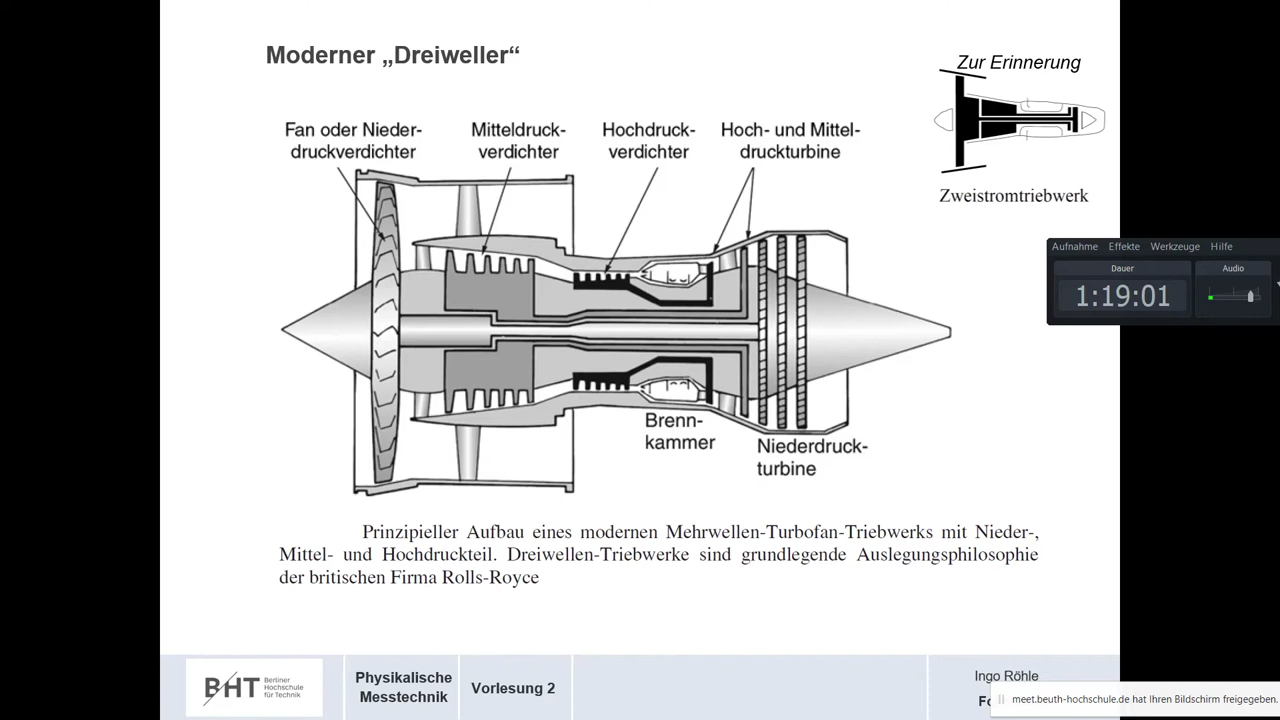 Moderner „Dreiweller“
Zur Erinnerung
Zweistromtriebwerk
Fan oder Nieder-
druckverdichter
Mitteldruck-
verdichter
Hochdruck-
verdichter
Hoch- und Mittel-
druckturbine
Brenn-
kammer
Niederdruck-
turbine
Aufnahme Effekte Werkzeuge Hilfe
Dauer Audio
1:19:01
Prinzipieller Aufbau eines modernen Mehrwellen-Turbofan-Triebwerks mit Nieder-,
Mittel- und Hochdruckteil. Dreiwellen-Triebwerke sind grundlegende Auslegungsphilosophie
der britischen Firma Rolls-Royce
BHT
Berliner
Hochschule
für Technik
Physikalische
Messtechnik
Vorlesung 2
Ingo Röhle
meet.beuth-hochschule.de hat Ihren Bildschirm freigegeben.